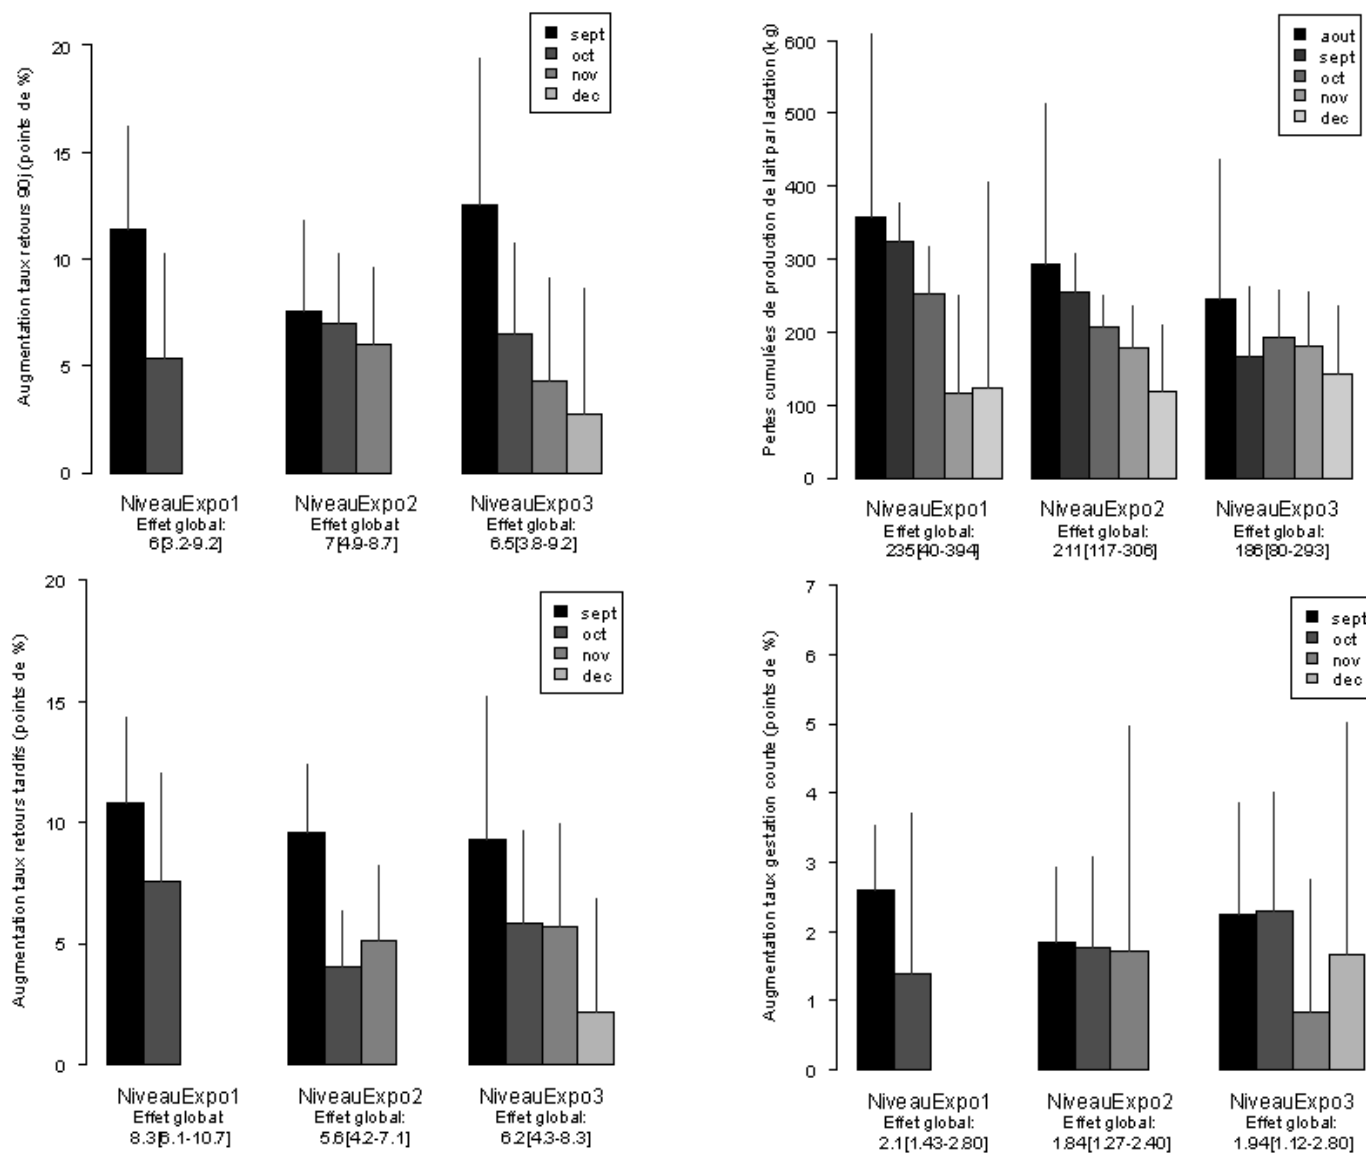 Augmentation taux retours 90j (points de %)
20
15
10
5
0
sept
oct
nov
dec
NiveauExpo1
Effet global:
6[3.2-9.2]
NiveauExpo2
Effet global:
7[4.9-8.7]
NiveauExpo3
Effet global:
6.5[3.8-9.2]
Pertes cumulées de production de lait par lactation (kg)
600
500
400
300
200
100
0
aout
sept
oct
nov
dec
NiveauExpo1
Effet global:
235[40-394]
NiveauExpo2
Effet global:
211[117-306]
NiveauExpo3
Effet global:
186[80-293]
Augmentation taux retours tardifs (points de %)
20
15
10
5
0
sept
oct
nov
dec
NiveauExpo1
Effet global:
8.3[6.1-10.7]
NiveauExpo2
Effet global:
5.6[4.2-7.1]
NiveauExpo3
Effet global:
6.2[4.3-8.3]
Augmentation taux gestation courte (points de %)
7
6
5
4
3
2
1
0
sept
oct
nov
dec
NiveauExpo1
Effet global:
2.1[1.43-2.80]
NiveauExpo2
Effet global:
1.84[1.27-2.40]
NiveauExpo3
Effet global:
1.94[1.12-2.80]